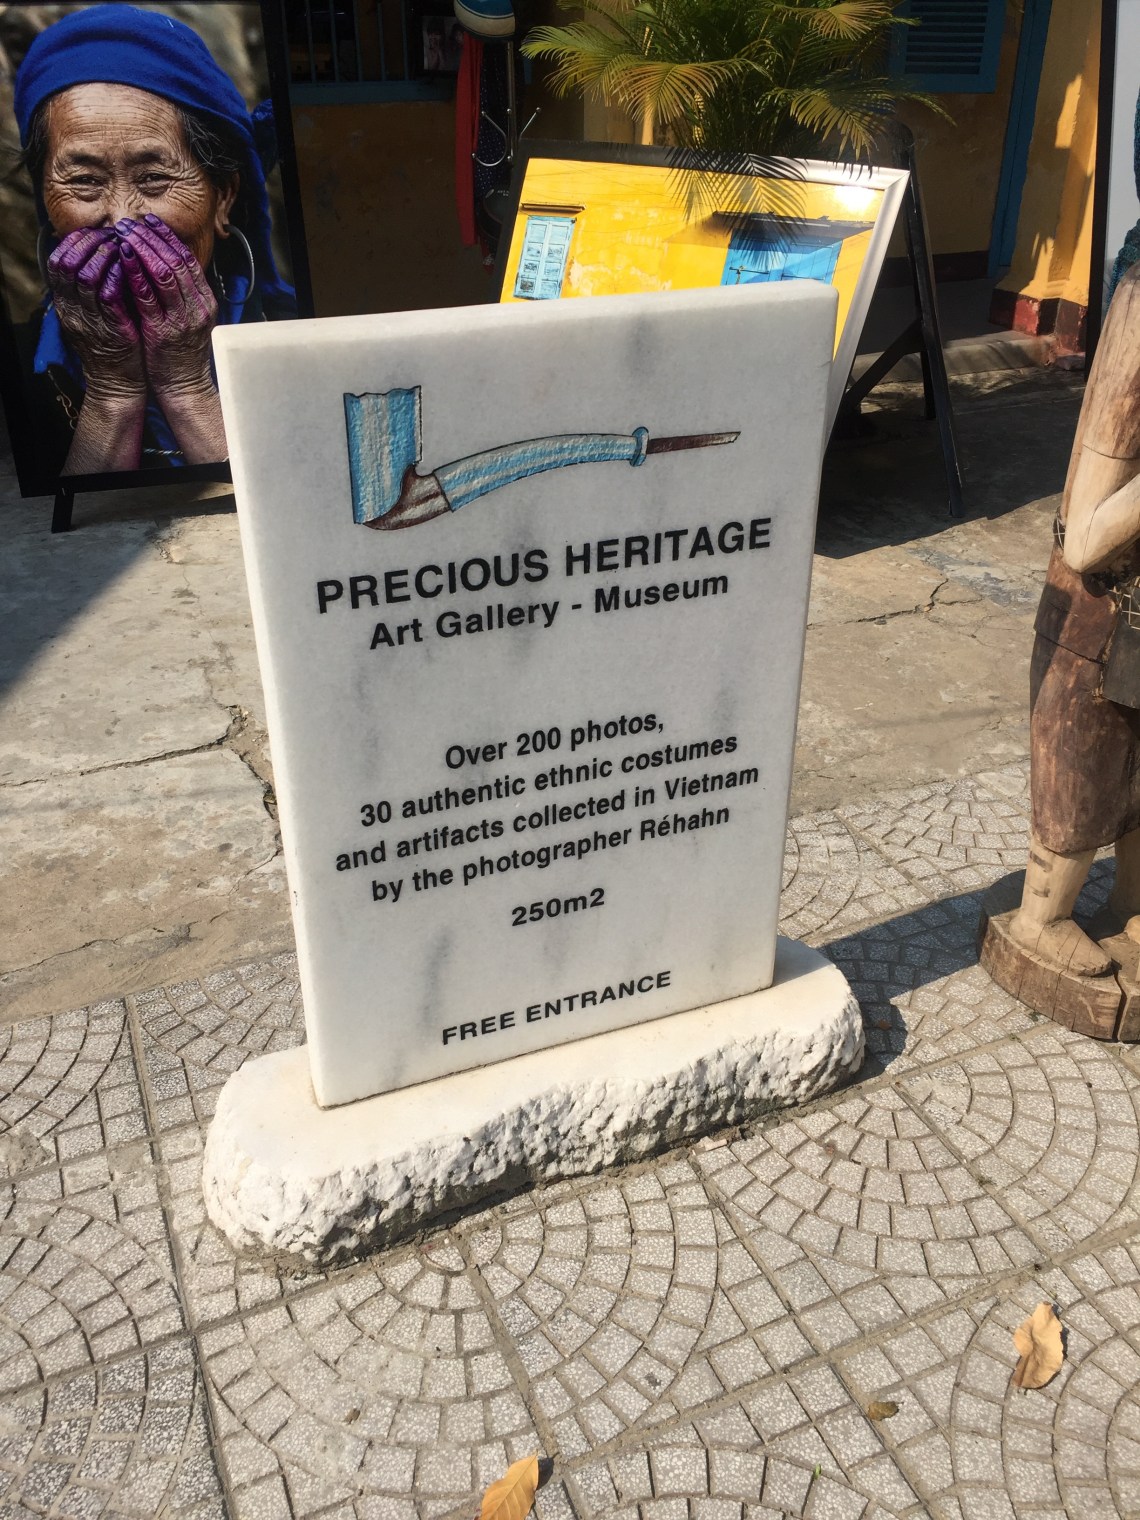 PRECIOUS HERITAGE
Art Gallery - Museum
Over 200 photos,
30 authentic ethnic costumes
and artifacts collected in Vietnam
by the photographer Réhahn
250m2
FREE ENTRANCE